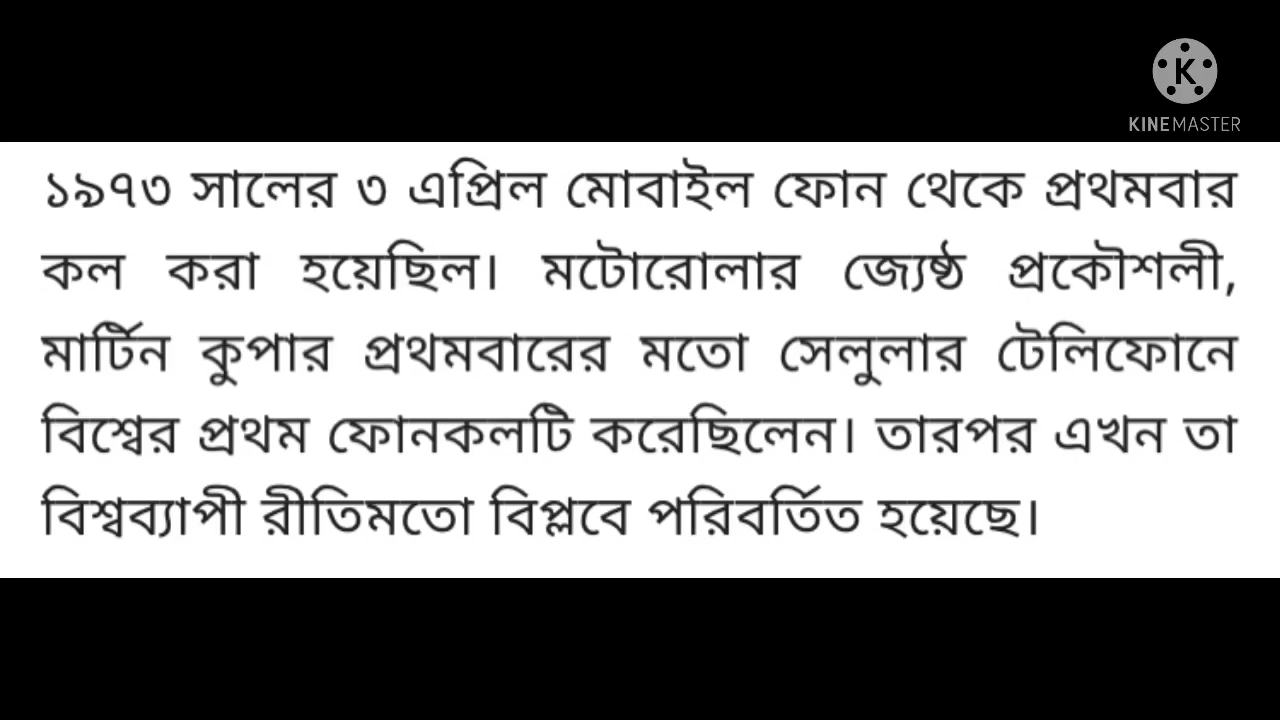 K
KINEMASTER
১৯৭৩ সালের ৩ এপ্রিল মোবাইল ফোন থেকে প্রথমবার
কল করা হয়েছিল। মটোরোলার জ্যেষ্ঠ প্রকৌশলী,
মার্টিন কুপার প্রথমবারের মতো সেলুলার টেলিফোনে
বিশ্বের প্রথম ফোনকলটি করেছিলেন। তারপর এখন তা
বিশ্বব্যাপী রীতিমতো বিপ্লবে পরিবর্তিত হয়েছে।